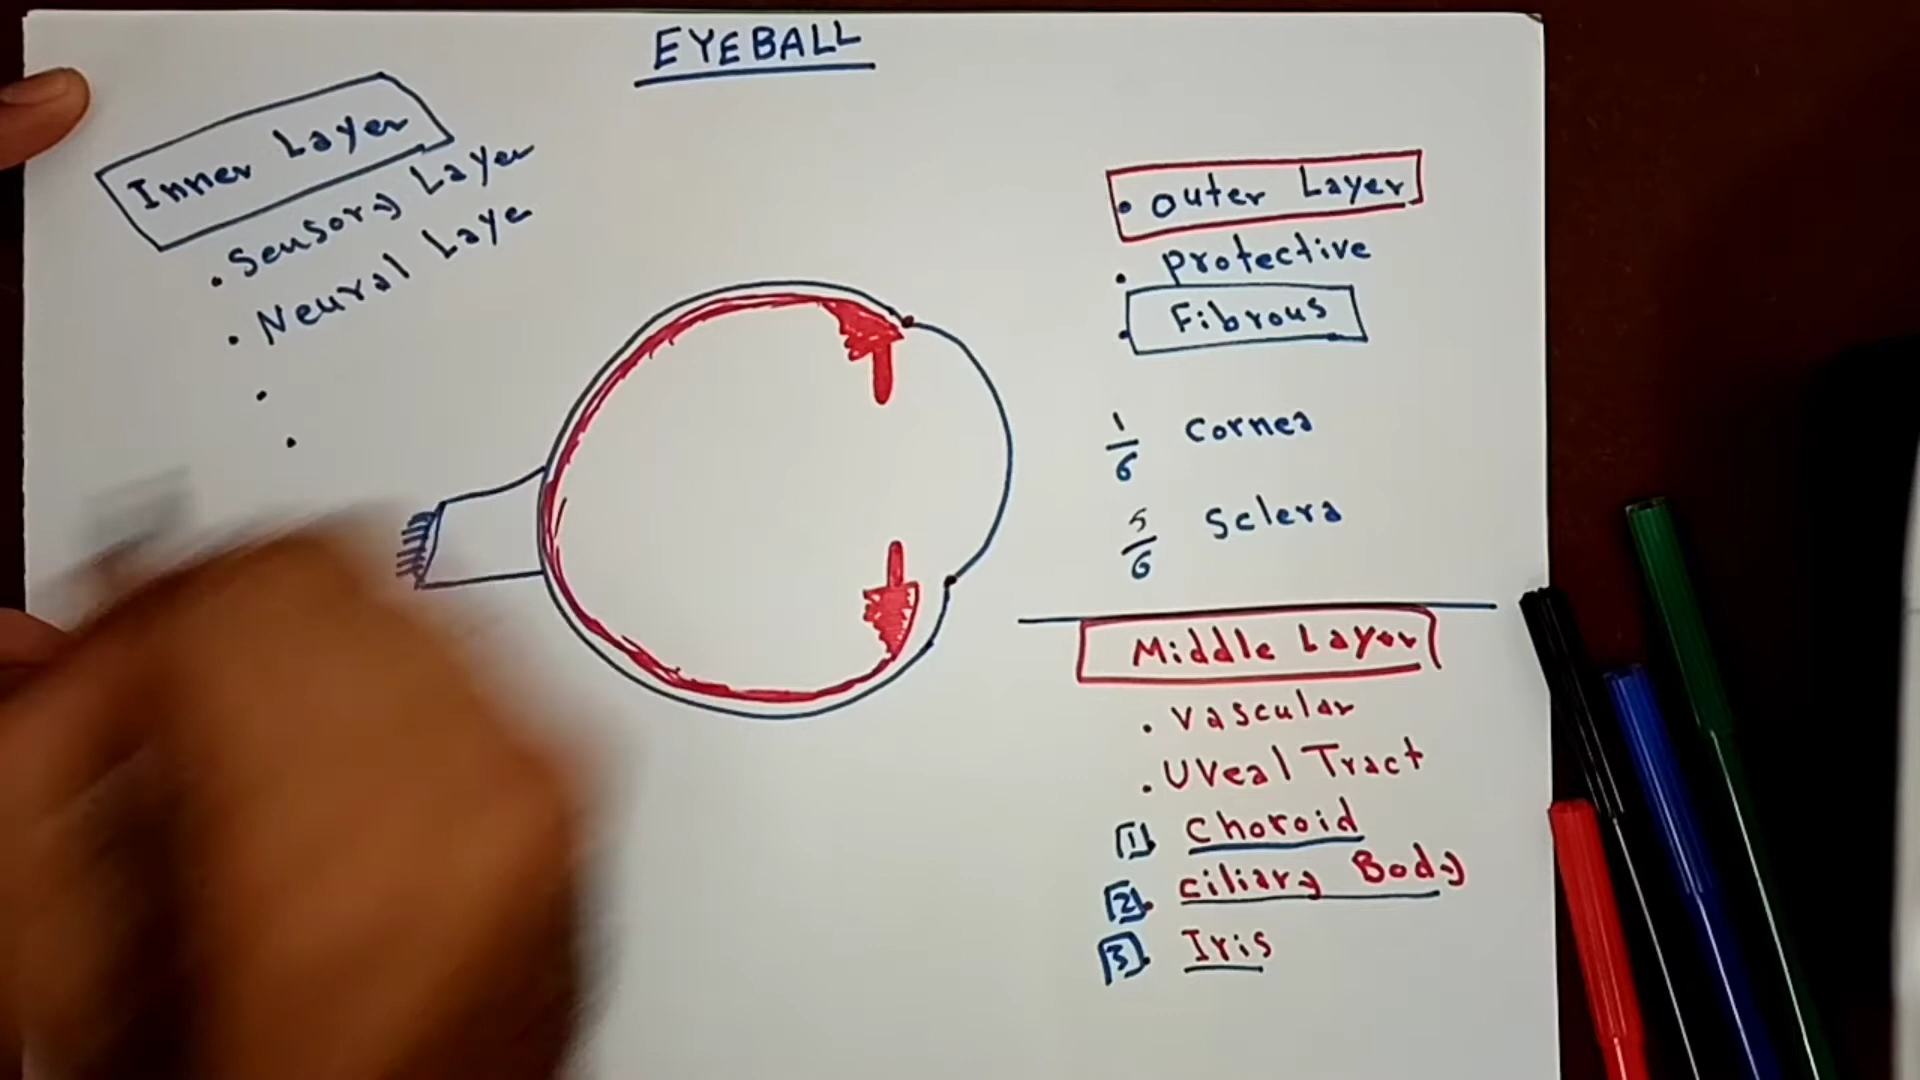 EYEBALL
Inner Layer
• Sensory Layer
• Neural Laye
•
•
• Outer Layer
• Protective
• Fibrous
1/6 Cornea
5/6 Sclera
Middle Layer
• Vascular
• Uveal Tract
1. Choroid
2. Ciliary Body
3. Iris